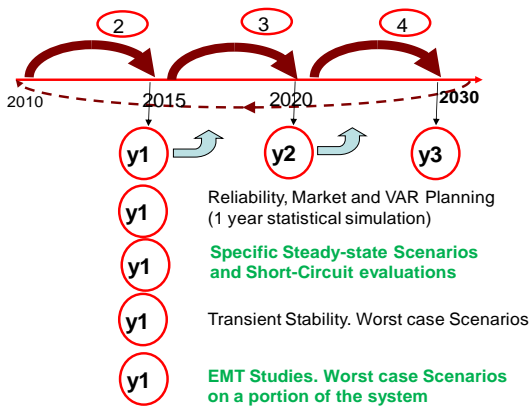 2
3
4
2010
2015
2020
2030
y1
y2
y3
y1
Reliability, Market and VAR Planning
(1 year statistical simulation)
y1
Specific Steady-state Scenarios
and Short-Circuit evaluations
y1
Transient Stability. Worst case Scenarios
y1
EMT Studies. Worst case Scenarios
on a portion of the system